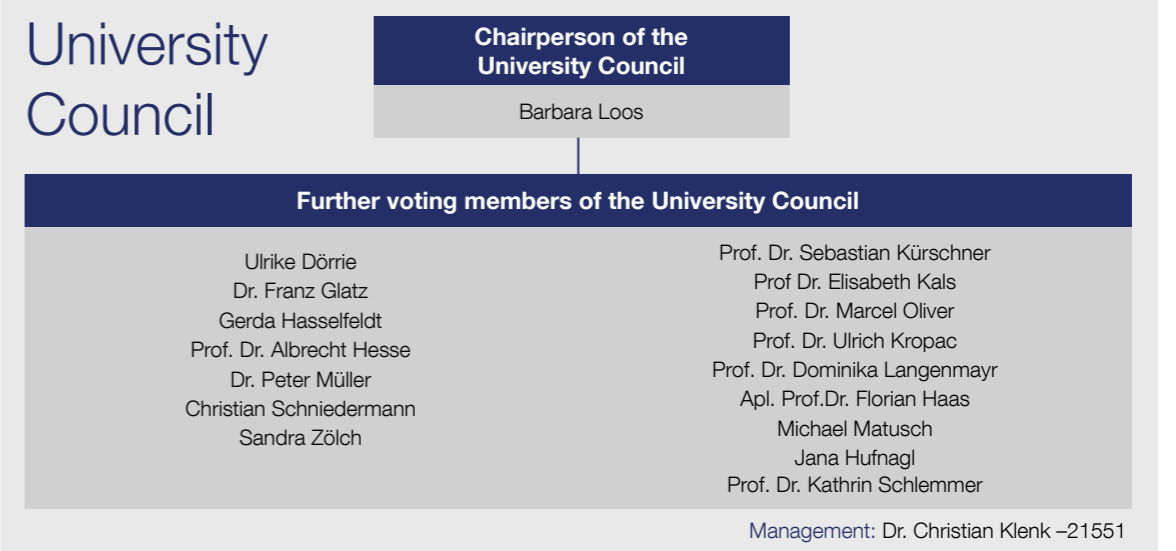 University
Council
Chairperson of the
University Council
Barbara Loos
Further voting members of the University Council
Ulrike Dörrie
Dr. Franz Glatz
Gerda Hasselfeldt
Prof. Dr. Albrecht Hesse
Dr. Peter Müller
Christian Schniedermann
Sandra Zölch
Prof. Dr. Sebastian Kürschner
Prof Dr. Elisabeth Kals
Prof. Dr. Marcel Oliver
Prof. Dr. Ulrich Kropac
Prof. Dr. Dominika Langenmayr
Apl. Prof.Dr. Florian Haas
Michael Matusch
Jana Hufnagl
Prof. Dr. Kathrin Schlemmer
Management: Dr. Christian Klenk –21551